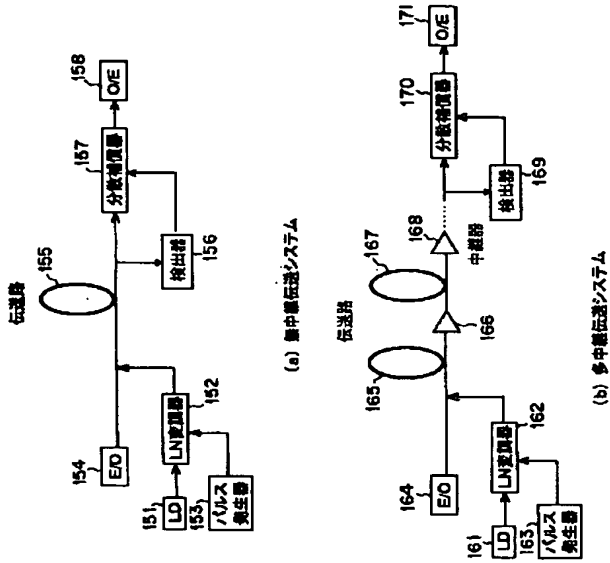 伝送路
155
154
E/O
152
LN変調器
151
LD
153
パルス
発生器
検出器
156
157
分散補償器
158
O/E
(a) 無中継伝送システム
伝送路
165
166
167
168
中継器
164
E/O
162
LN変調器
161
LD
163
パルス
発生器
検出器
169
170
分散補償器
171
O/E
(b) 多中継伝送システム